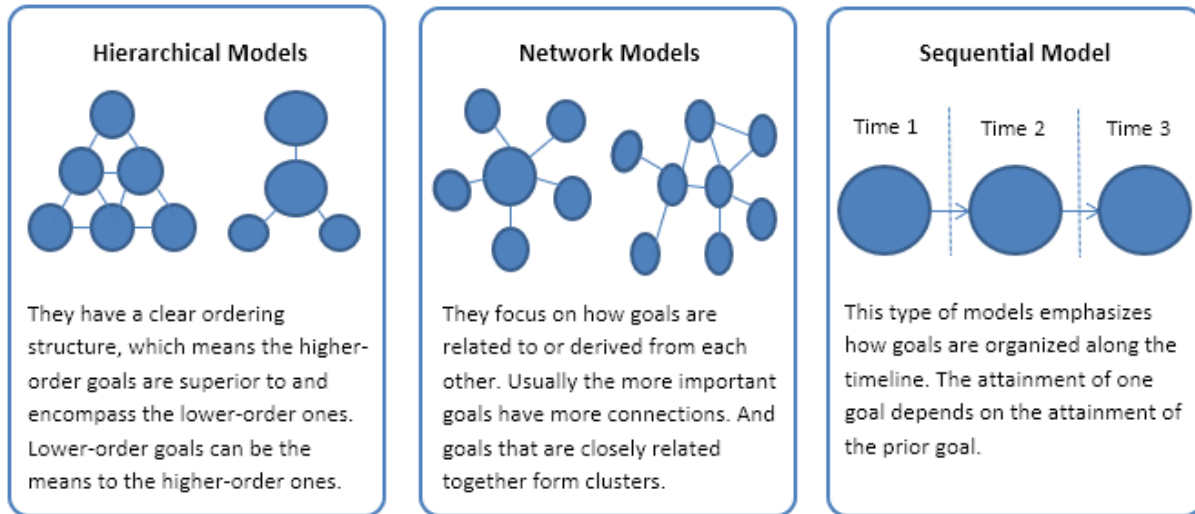 Hierarchical Models
They have a clear ordering
structure, which means the higher-
order goals are superior to and
encompass the lower-order ones.
Lower-order goals can be the
means to the higher-order ones.
Network Models
They focus on how goals are
related to or derived from each
other. Usually the more important
goals have more connections. And
goals that are closely related
together form clusters.
Sequential Model
Time 1
Time 2
Time 3
This type of models emphasizes
how goals are organized along the
timeline. The attainment of one
goal depends on the attainment of
the prior goal.